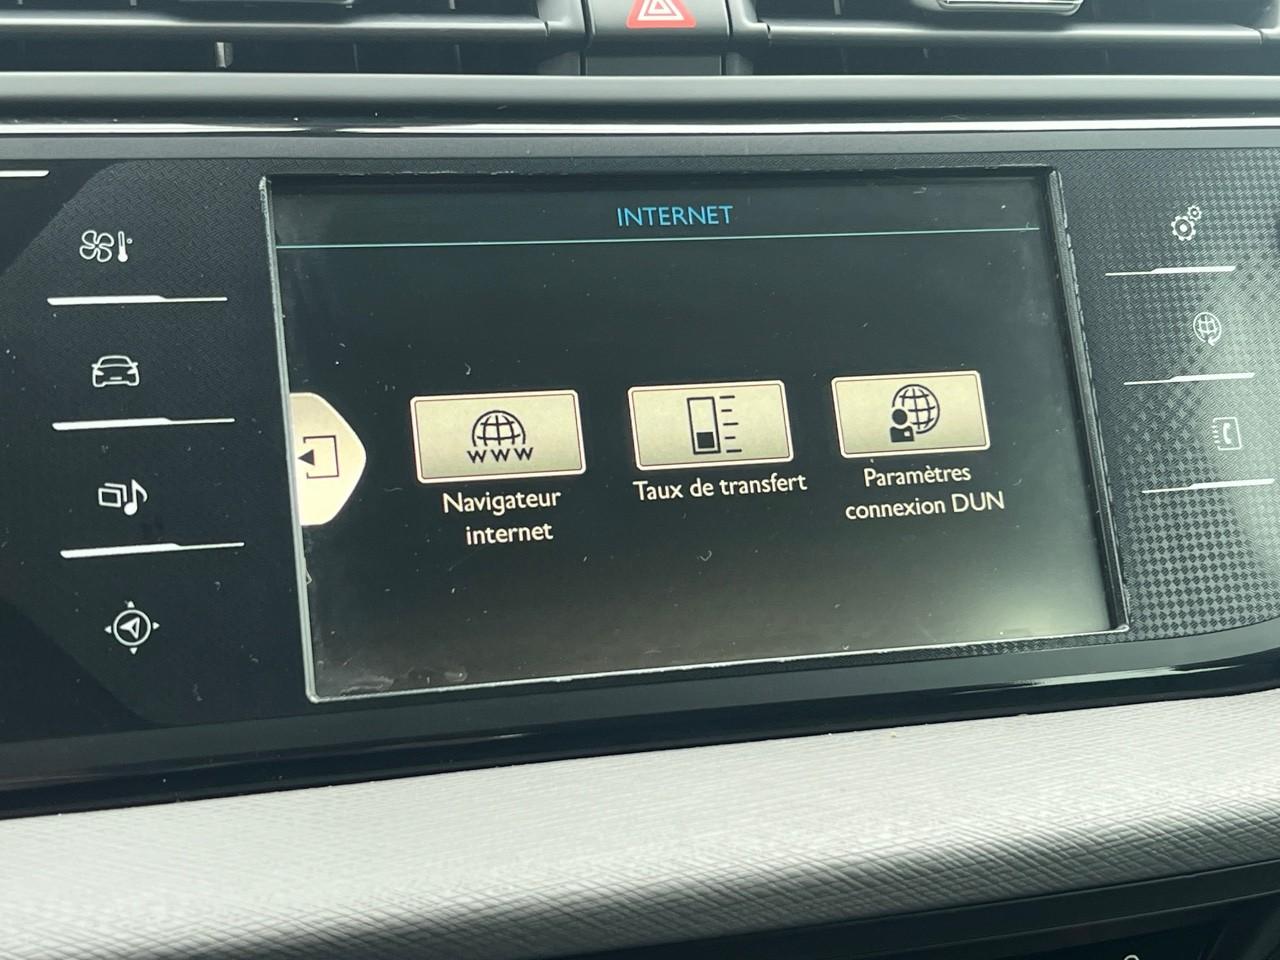 INTERNET
WWW
Navigateur
internet
Taux de transfert
Paramètres
connexion DUN